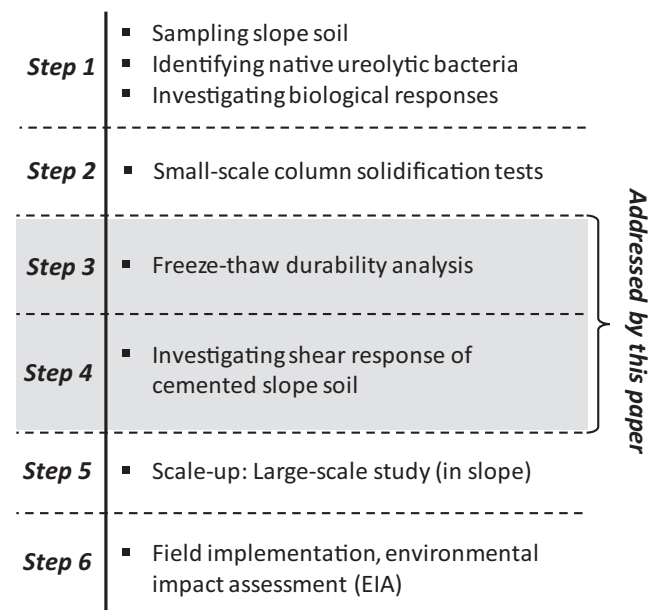 Step 1
▪ Sampling slope soil
▪ Identifying native ureolytic bacteria
▪ Investigating biological responses
Step 2
▪ Small-scale column solidification tests
Step 3
▪ Freeze-thaw durability analysis
Step 4
▪ Investigating shear response of
cemented slope soil
Addressed by this paper
Step 5
▪ Scale-up: Large-scale study (in slope)
Step 6
▪ Field implementation, environmental
impact assessment (EIA)